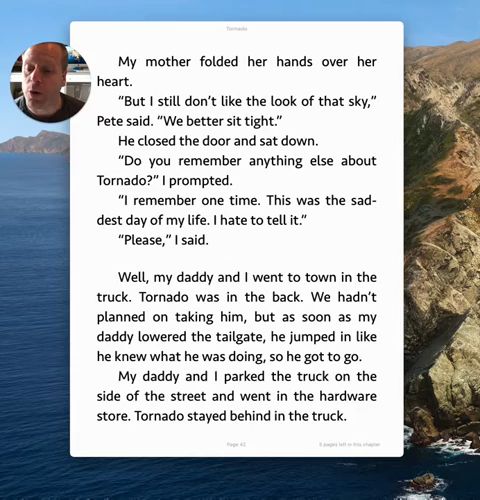 Tornado
My mother folded her hands over her
heart.
“But I still don’t like the look of that sky,”
Pete said. “We better sit tight.”
He closed the door and sat down.
“Do you remember anything else about
Tornado?” I prompted.
“I remember one time. This was the sad-
dest day of my life. I hate to tell it.”
“Please,” I said.
Well, my daddy and I went to town in the
truck. Tornado was in the back. We hadn’t
planned on taking him, but as soon as my
daddy lowered the tailgate, he jumped in like
he knew what he was doing, so he got to go.
My daddy and I parked the truck on the
side of the street and went in the hardware
store. Tornado stayed behind in the truck.
Page 42
5 pages left in this chapter